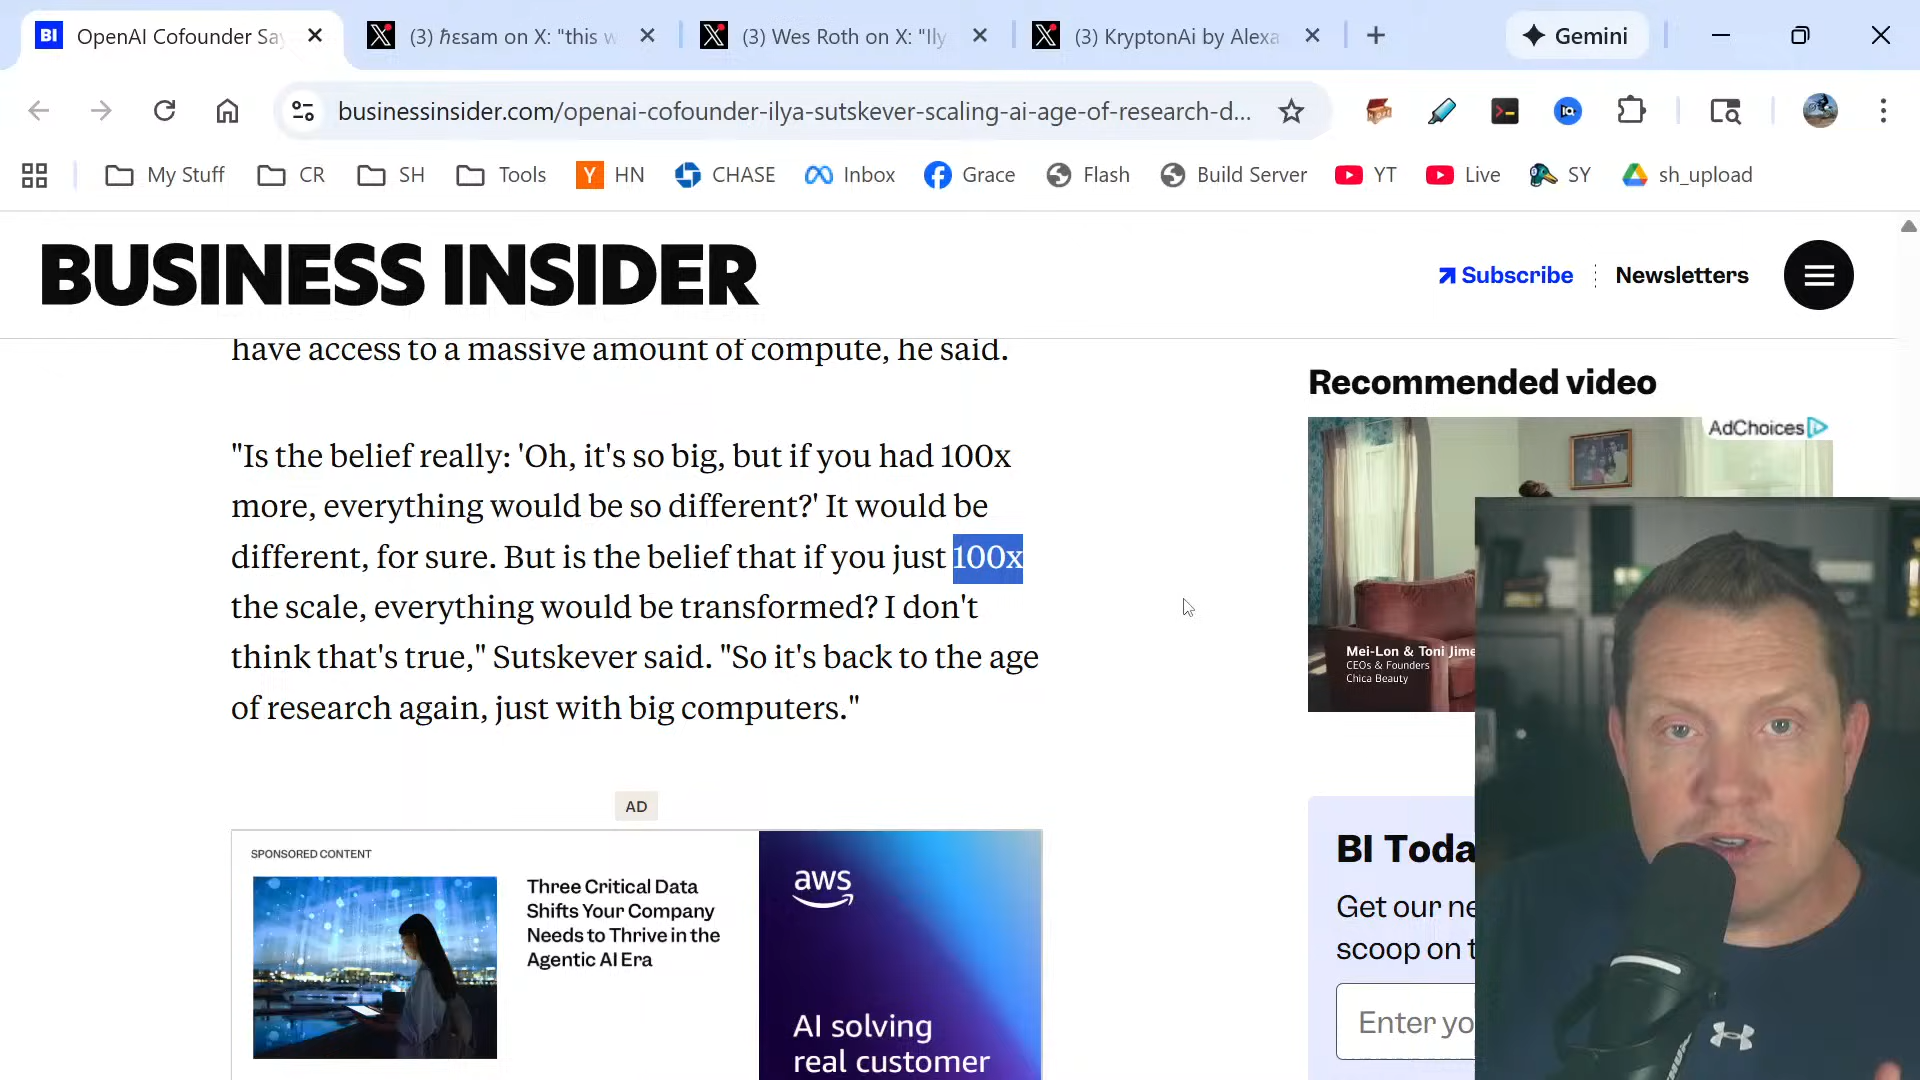 BI OpenAI Cofounder Sa
(3) ℏεsam on X: "this w
(3) Wes Roth on X: "Ily
(3) KryptonAi by Alexa
Gemini
businessinsider.com/openai-cofounder-ilya-sutskever-scaling-ai-age-of-research-d...
My Stuff
CR
SH
Tools
Y HN
CHASE
Inbox
Grace
Flash
Build Server
YT
Live
SY
sh_upload
BUSINESS INSIDER
Subscribe
Newsletters
have access to a massive amount of compute, he said.
"Is the belief really: 'Oh, it's so big, but if you had 100x
more, everything would be so different?' It would be
different, for sure. But is the belief that if you just 100x
the scale, everything would be transformed? I don't
think that's true," Sutskever said. "So it's back to the age
of research again, just with big computers."
AD
SPONSORED CONTENT
Three Critical Data
Shifts Your Company
Needs to Thrive in the
Agentic AI Era
aws
AI solving
real customer
Recommended video
AdChoices
Mei-Lon & Toni Jime
CEOs & Founders
Chica Beauty
BI Toda
Get our ne
scoop on t
Enter yo